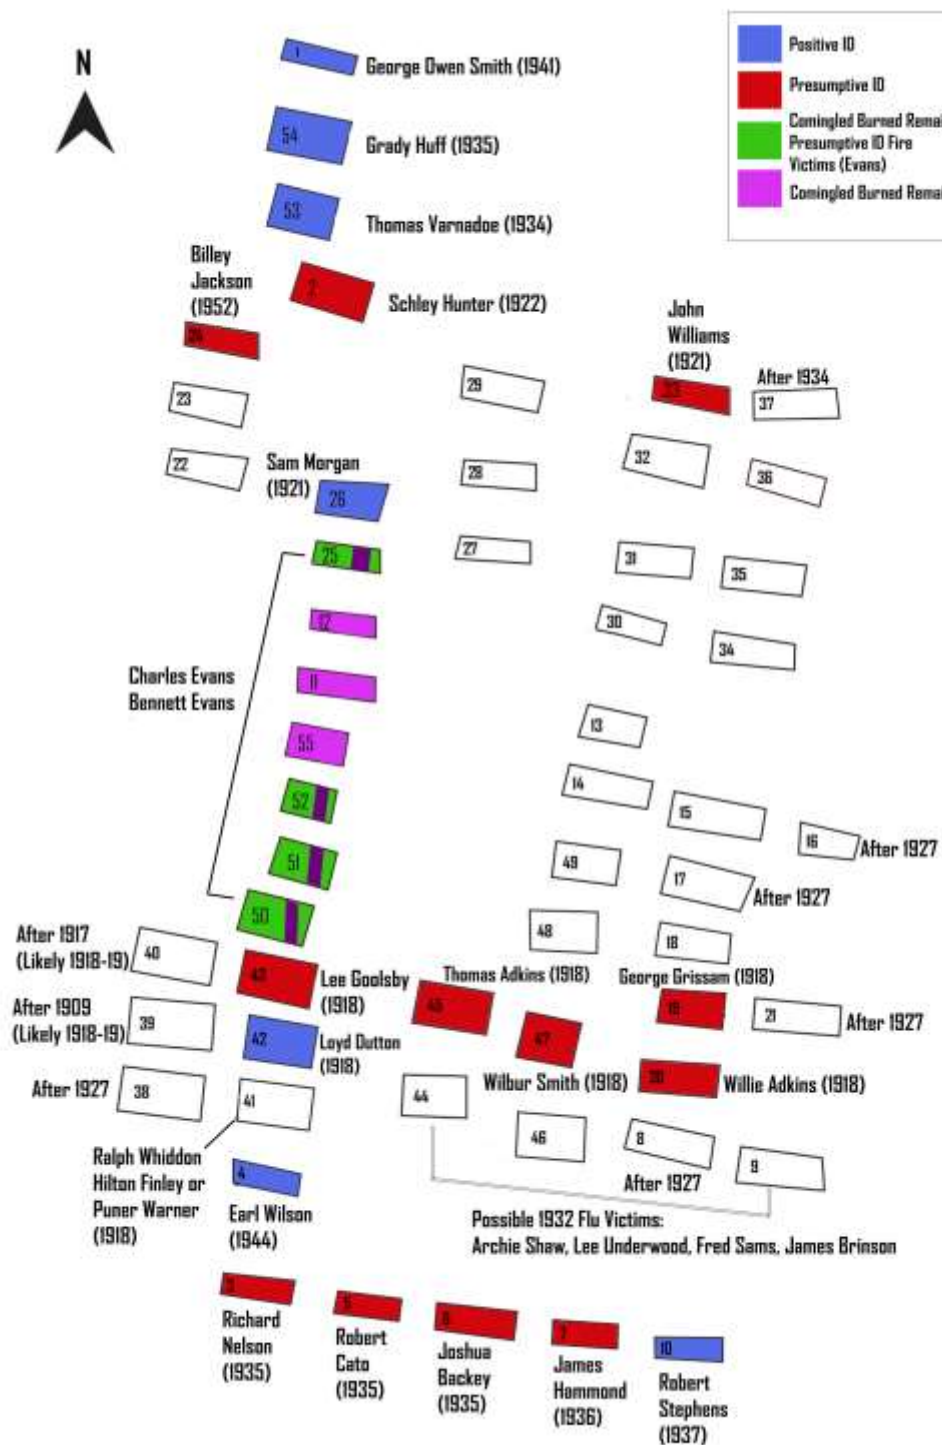 N
1
George Owen Smith (1941)
54
Grady Huff (1935)
53
Thomas Varnadoe (1934)
2
Schley Hunter (1922)
Positive ID
Presumptive ID
Comingled Burned Remai
Presumptive ID Fire
Victims (Evans)
Comingled Burned Remai
Billey
Jackson
(1952)
24
23
22
Sam Morgan
(1921)
26
25
12
11
55
52
51
50
Charles Evans
Bennett Evans
29
28
27
John
Williams
(1921)
33
After 1934
37
32
36
31
35
30
34
13
14
15
16
After 1927
49
17
After 1927
48
18
After 1917
(Likely 1918-19)
40
43
Lee Goolsby
(1918)
Thomas Adkins (1918)
45
George Grissam (1918)
19
21
After 1927
After 1909
(Likely 1918-19)
39
42
Loyd Dutton
(1918)
47
Wilbur Smith (1918)
20
Willie Adkins (1918)
After 1927
38
41
44
46
8
After 1927
9
Ralph Whiddon
Hilton Finley or
Puner Warner
(1918)
4
Earl Wilson
(1944)
Possible 1932 Flu Victims:
Archie Shaw, Lee Underwood, Fred Sams, James Brinson
3
Richard
Nelson
(1935)
5
Robert
Cato
(1935)
6
Joshua
Backey
(1935)
7
James
Hammond
(1936)
10
Robert
Stephens
(1937)